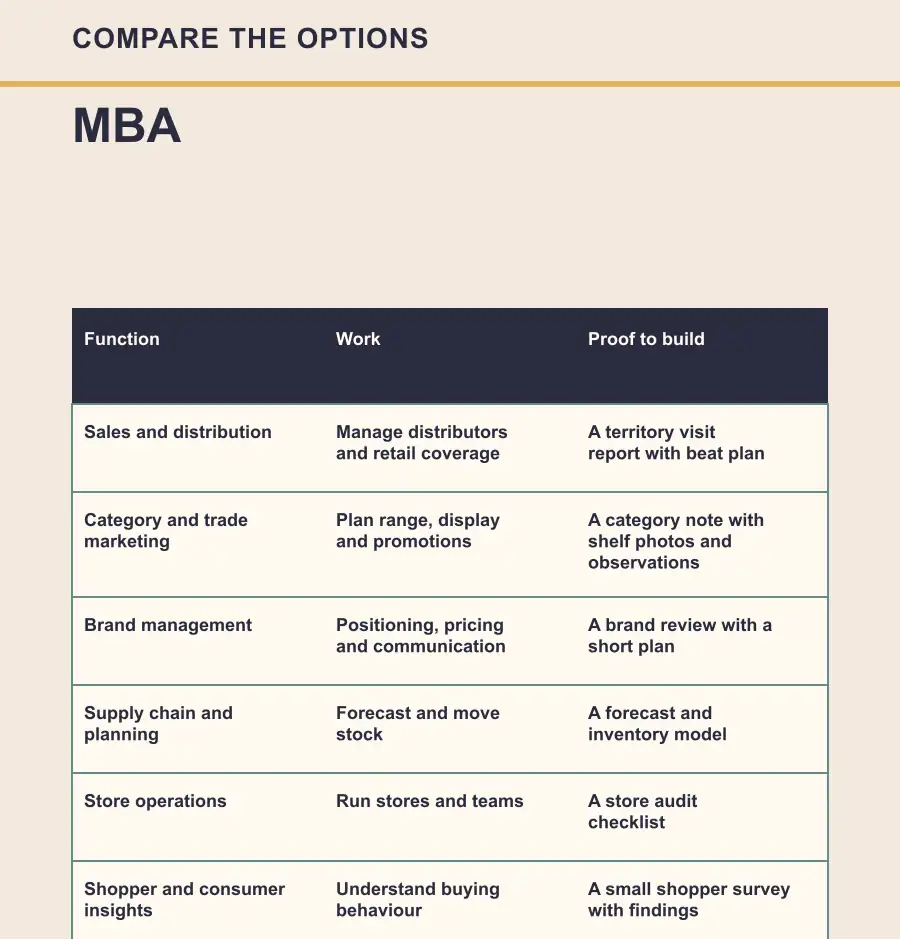 COMPARE THE OPTIONS
MBA
Function Work Proof to build
Sales and distribution Manage distributors A territory visit
and retail coverage report with beat plan
Category and trade Plan range, display A category note with
marketing and promotions shelf photos and
observations
Brand management Positioning, pricing A brand review with a
and communication short plan
Supply chain and Forecast and move A forecast and
planning stock inventory model
Store operations Run stores and teams A store audit
checklist
Shopper and consumer Understand buying A small shopper survey
insights behaviour with findings